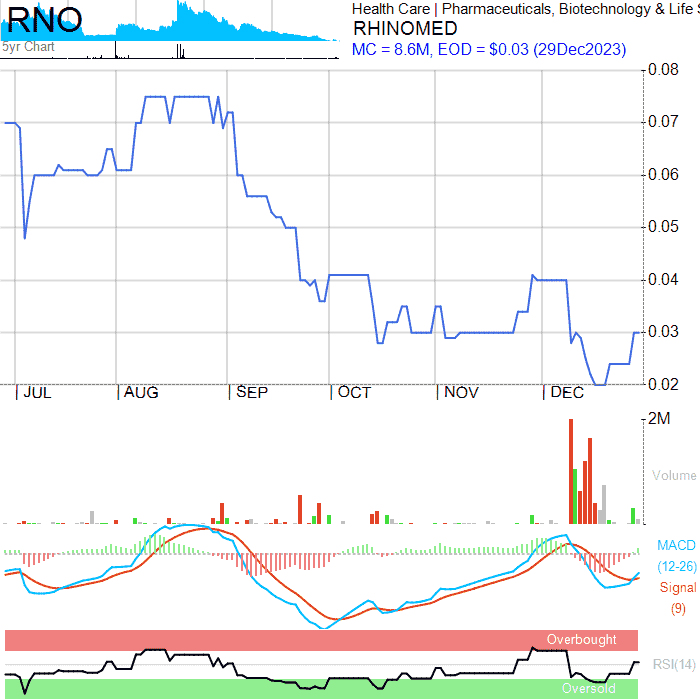 RNO
5yr Chart
Health Care | Pharmaceuticals, Biotechnology & Life S
RHINOMED
MC = 8.6M, EOD = $0.03 (29Dec2023)
0.08
0.07
0.06
0.05
0.04
0.03
0.02
JUL AUG SEP OCT NOV DEC
2M
Volume
MACD
(12-26)
Signal
(9)
Overbought
RSI(14)
Oversold